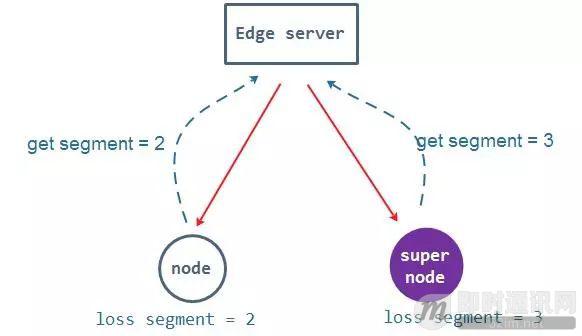 Edge server
get segment = 2
get segment = 3
node
super
node
loss segment = 2
loss segment = 3
即时通讯网